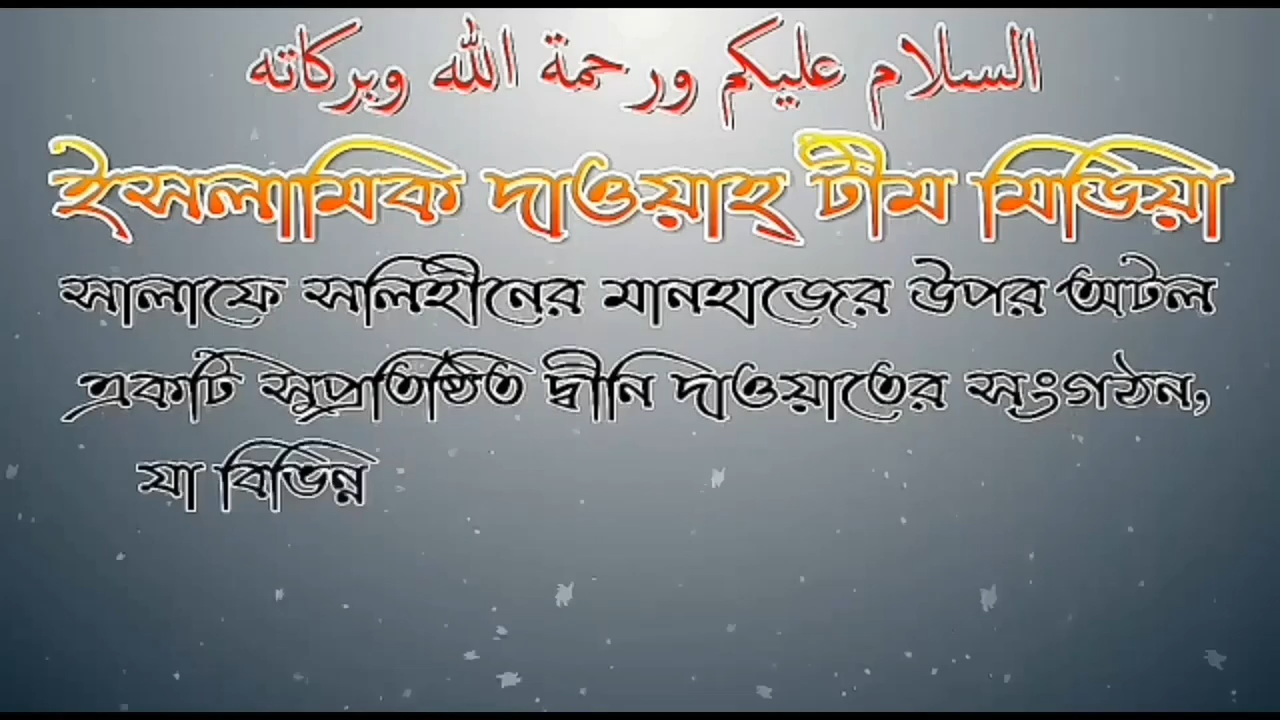 السلام عليكم ورحمة الله وبركاته
ইসলামিক দাওয়াহ্ টীম মিডিয়া
সালাফে সলিহীনের মানহাজের উপর অটল
একটি সুপ্রতিষ্ঠিত দ্বীনি দাওয়াতের সংগঠন,
যা বিভিন্ন